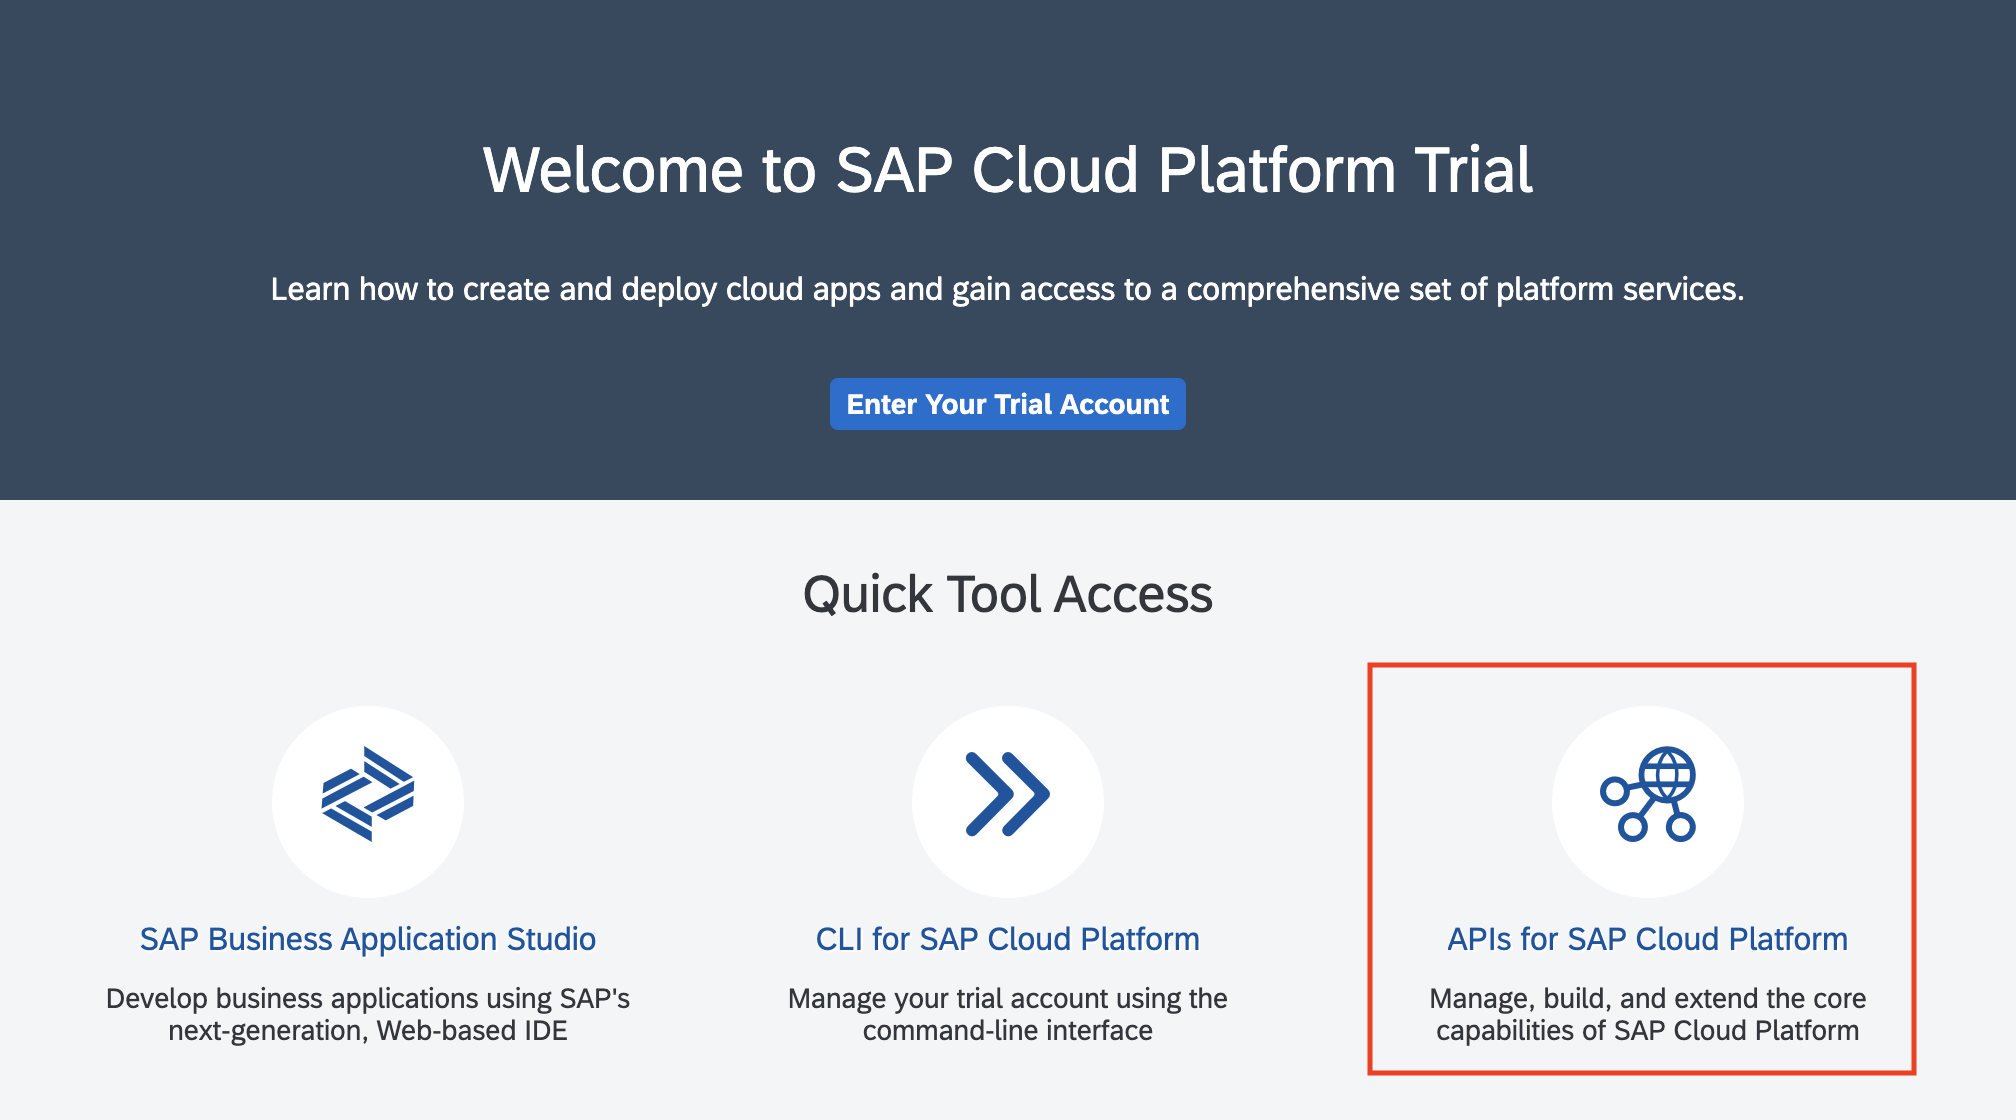 Welcome to SAP Cloud Platform Trial
Learn how to create and deploy cloud apps and gain access to a comprehensive set of platform services.
Enter Your Trial Account
Quick Tool Access
SAP Business Application Studio
Develop business applications using SAP's
next-generation, Web-based IDE
CLI for SAP Cloud Platform
Manage your trial account using the
command-line interface
APIs for SAP Cloud Platform
Manage, build, and extend the core
capabilities of SAP Cloud Platform